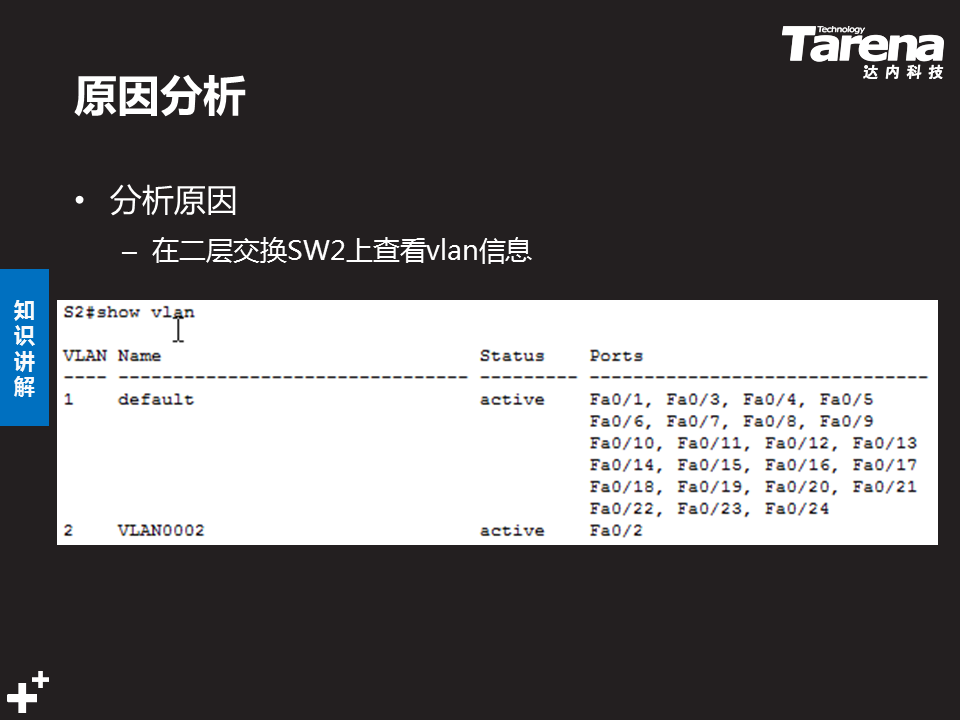 Technology
Tarena
达内科技
原因分析
• 分析原因
– 在二层交换SW2上查看vlan信息
知识讲解
S2#show vlan
VLAN Name Status Ports
---- -------------------------------- --------- -------------------------------
1 default active Fa0/1, Fa0/3, Fa0/4, Fa0/5
Fa0/6, Fa0/7, Fa0/8, Fa0/9
Fa0/10, Fa0/11, Fa0/12, Fa0/13
Fa0/14, Fa0/15, Fa0/16, Fa0/17
Fa0/18, Fa0/19, Fa0/20, Fa0/21
Fa0/22, Fa0/23, Fa0/24
2 VLAN0002 active Fa0/2